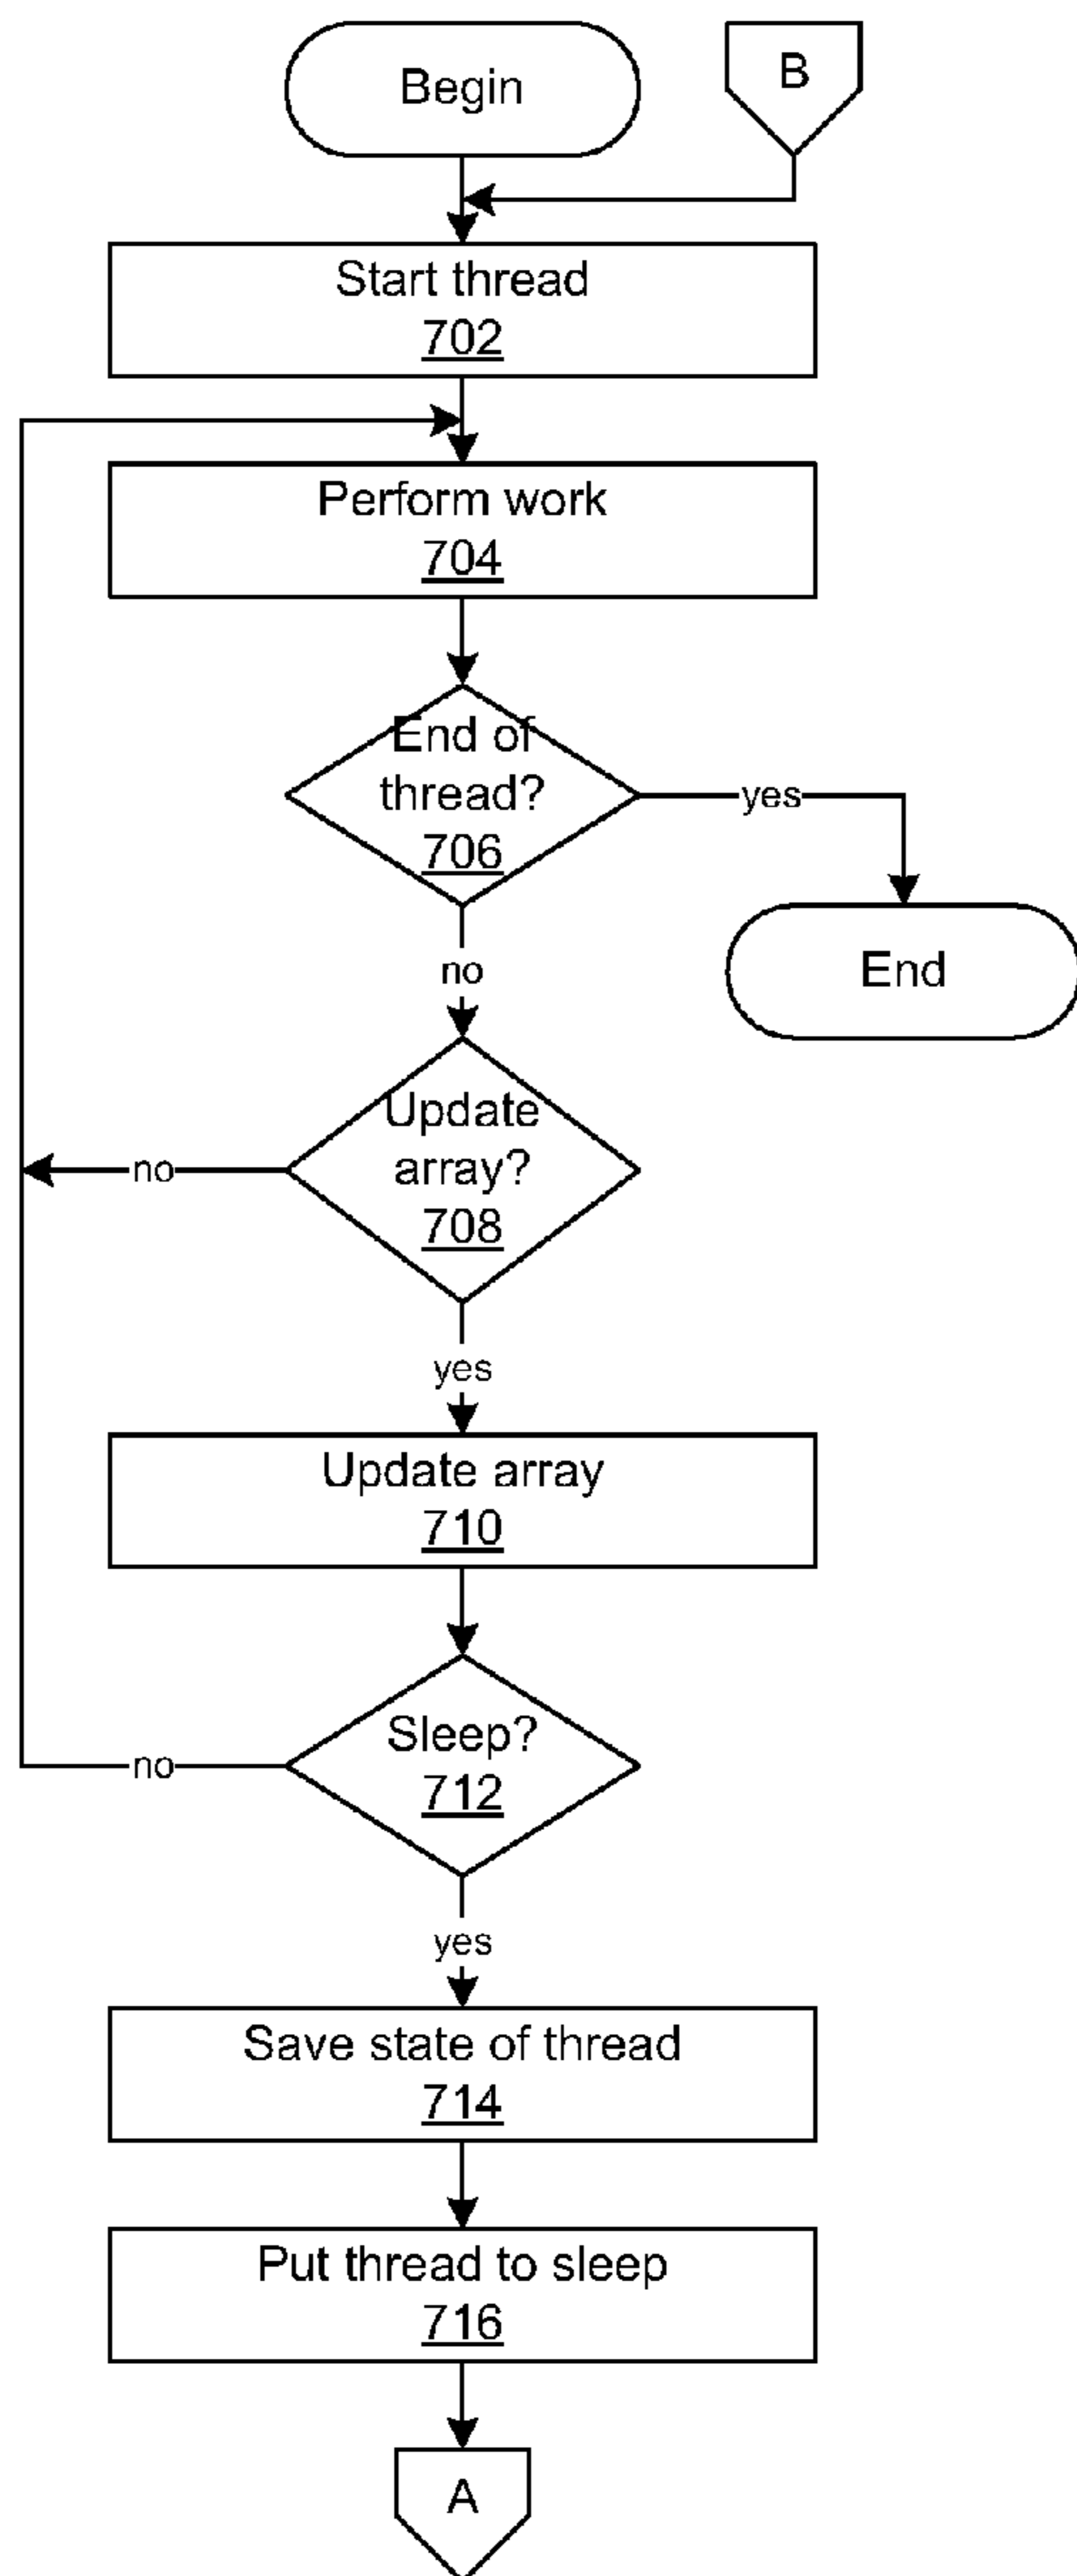 Begin
B
Start thread
702
Perform work
704
End of
thread?
706
yes
no
End
Update
array?
708
no
yes
Update array
710
Sleep?
712
no
yes
Save state of thread
714
Put thread to sleep
716
A